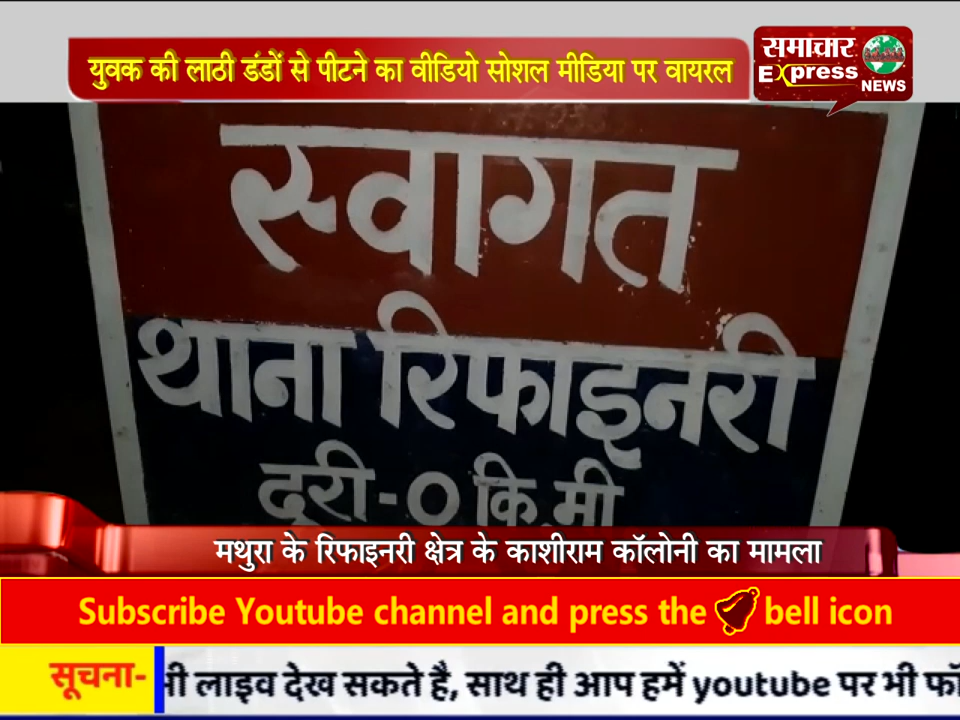 युवक की लाठी डंडों से पीटने का वीडियो सोशल मीडिया पर वायरल
समाचार
Express
NEWS
स्वागत
थाना रिफाइनरी
दूरी-0 कि.मी
मथुरा के रिफाइनरी क्षेत्र के काशीराम कॉलोनी का मामला
Subscribe Youtube channel and press the bell icon
सूचना- भी लाइव देख सकते है, साथ ही आप हमें youtube पर भी